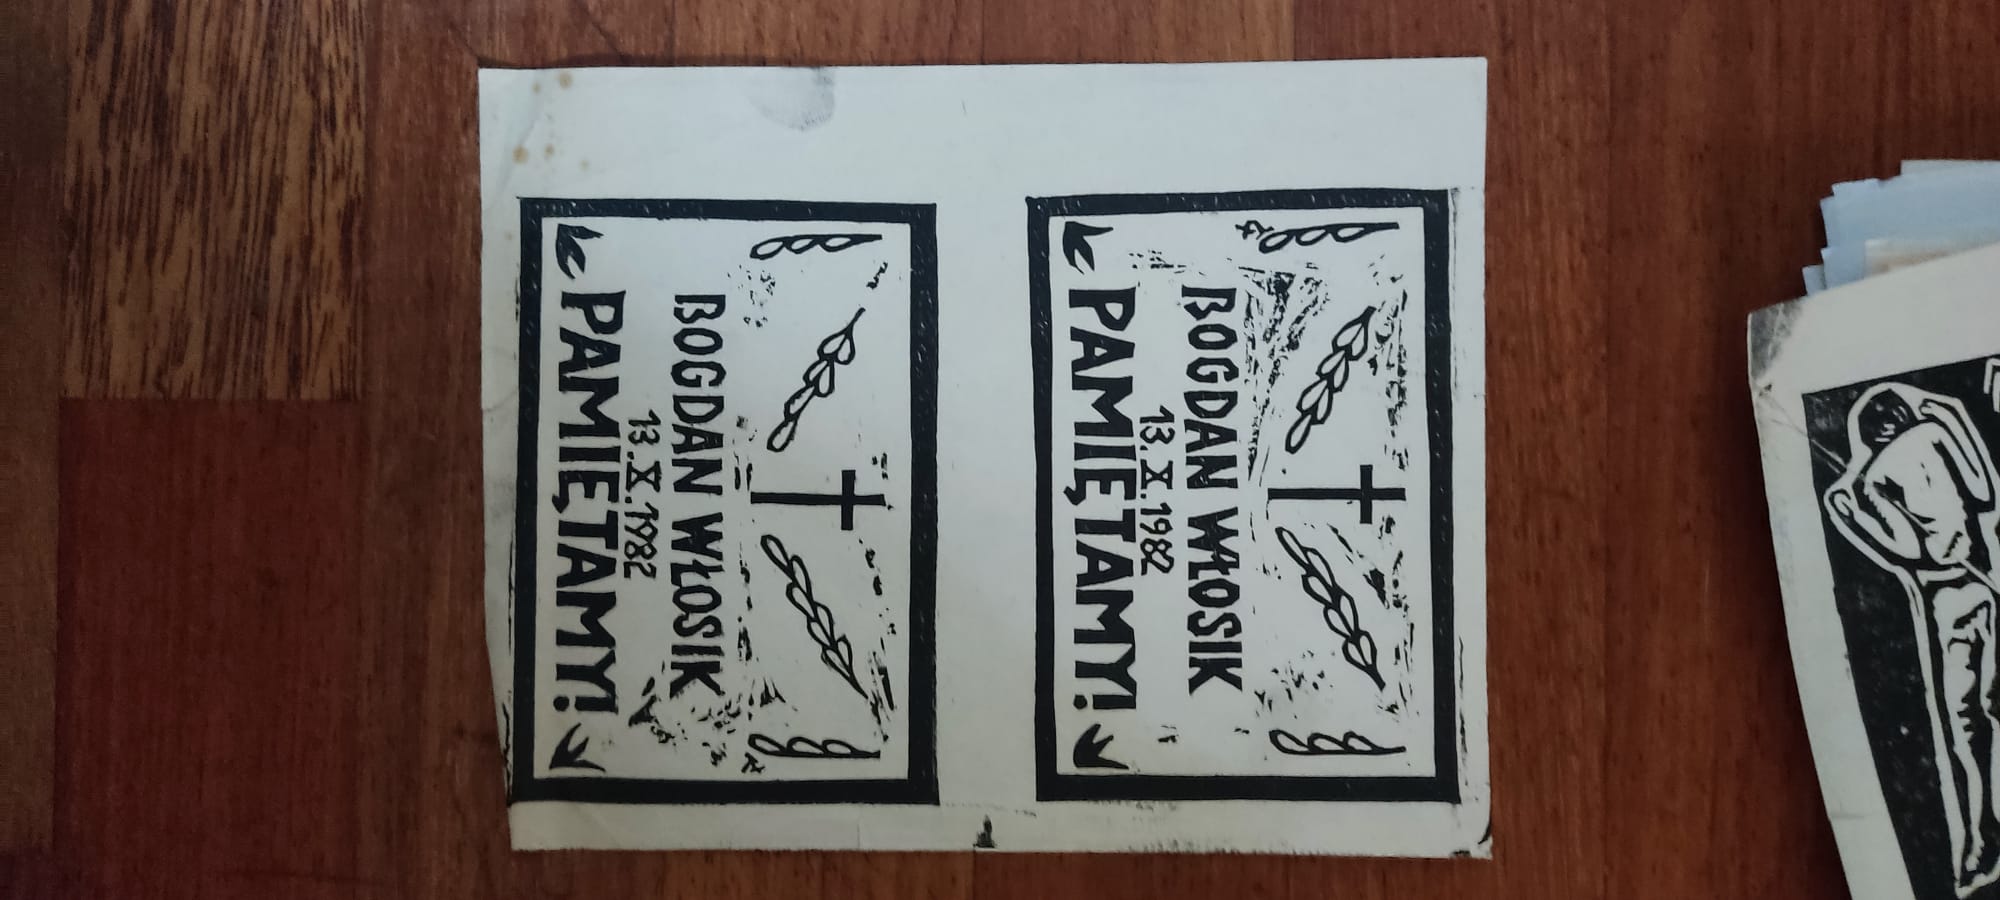 BOGDAN WŁOSIK
13.X.1982
PAMIĘTAMY!
BOGDAN WŁOSIK
13.X.1982
PAMIĘTAMY!